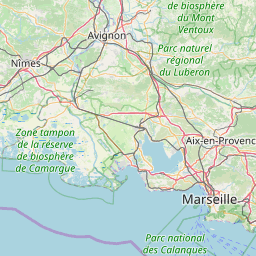 de biosphère
du Mont
Ventoux
Avignon
Parc naturel
régional
du Luberon
Nîmes
Zone tampon
de la réserve
de biosphère
de Camargue
Aix-en-Provenc
Marseille
Parc national
des Calanques